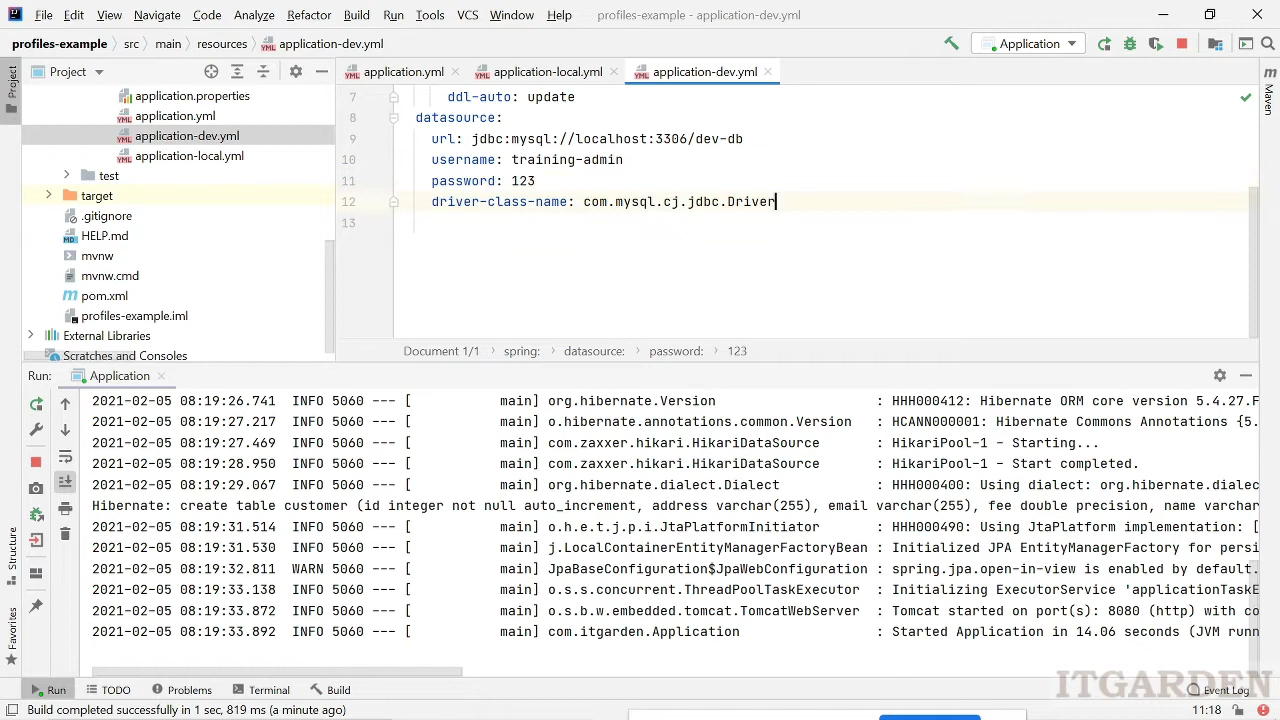 File Edit View Navigate Code Analyze Refactor Build Run Tools VCS Window Help profiles-example - application-dev.yml
profiles-example src main resources application-dev.yml Application
Project Project application.yml application-local.yml application-dev.yml Maven
application.properties
application.yml
application-dev.yml
application-local.yml
test
target
.gitignore
HELP.md
mvnw
mvnw.cmd
pom.xml
profiles-example.iml
External Libraries
Scratches and Consoles
7 ddl-auto: update
8 datasource:
9 url: jdbc:mysql://localhost:3306/dev-db
10 username: training-admin
11 password: 123
12 driver-class-name: com.mysql.cj.jdbc.Driver
13
Document 1/1 spring: datasource: password: 123
Run: Application
2021-02-05 08:19:26.741 INFO 5060 --- [ main] org.hibernate.Version : HHH000412: Hibernate ORM core version 5.4.27.F
2021-02-05 08:19:27.217 INFO 5060 --- [ main] o.hibernate.annotations.common.Version : HCANN000001: Hibernate Commons Annotations {5.
2021-02-05 08:19:27.469 INFO 5060 --- [ main] com.zaxxer.hikari.HikariDataSource : HikariPool-1 - Starting...
2021-02-05 08:19:28.950 INFO 5060 --- [ main] com.zaxxer.hikari.HikariDataSource : HikariPool-1 - Start completed.
2021-02-05 08:19:29.067 INFO 5060 --- [ main] org.hibernate.dialect.Dialect : HHH000400: Using dialect: org.hibernate.dialec
Hibernate: create table customer (id integer not null auto_increment, address varchar(255), email varchar(255), fee double precision, name varchar
2021-02-05 08:19:31.514 INFO 5060 --- [ main] o.h.e.t.j.p.i.JtaPlatformInitiator : HHH000490: Using JtaPlatform implementation: [
2021-02-05 08:19:31.530 INFO 5060 --- [ main] j.LocalContainerEntityManagerFactoryBean : Initialized JPA EntityManagerFactory for persi
2021-02-05 08:19:32.811 WARN 5060 --- [ main] JpaBaseConfiguration$JpaWebConfiguration : spring.jpa.open-in-view is enabled by default.
2021-02-05 08:19:33.138 INFO 5060 --- [ main] o.s.s.concurrent.ThreadPoolTaskExecutor : Initializing ExecutorService 'applicationTaskE
2021-02-05 08:19:33.872 INFO 5060 --- [ main] o.s.b.w.embedded.tomcat.TomcatWebServer : Tomcat started on port(s): 8080 (http) with co
2021-02-05 08:19:33.892 INFO 5060 --- [ main] com.itgarden.Application : Started Application in 14.06 seconds (JVM runn
Structure
Favorites
ITGARDEN
Run TODO Problems Terminal Build Event Log
Build completed successfully in 1 sec, 819 ms (a minute ago) 11:18